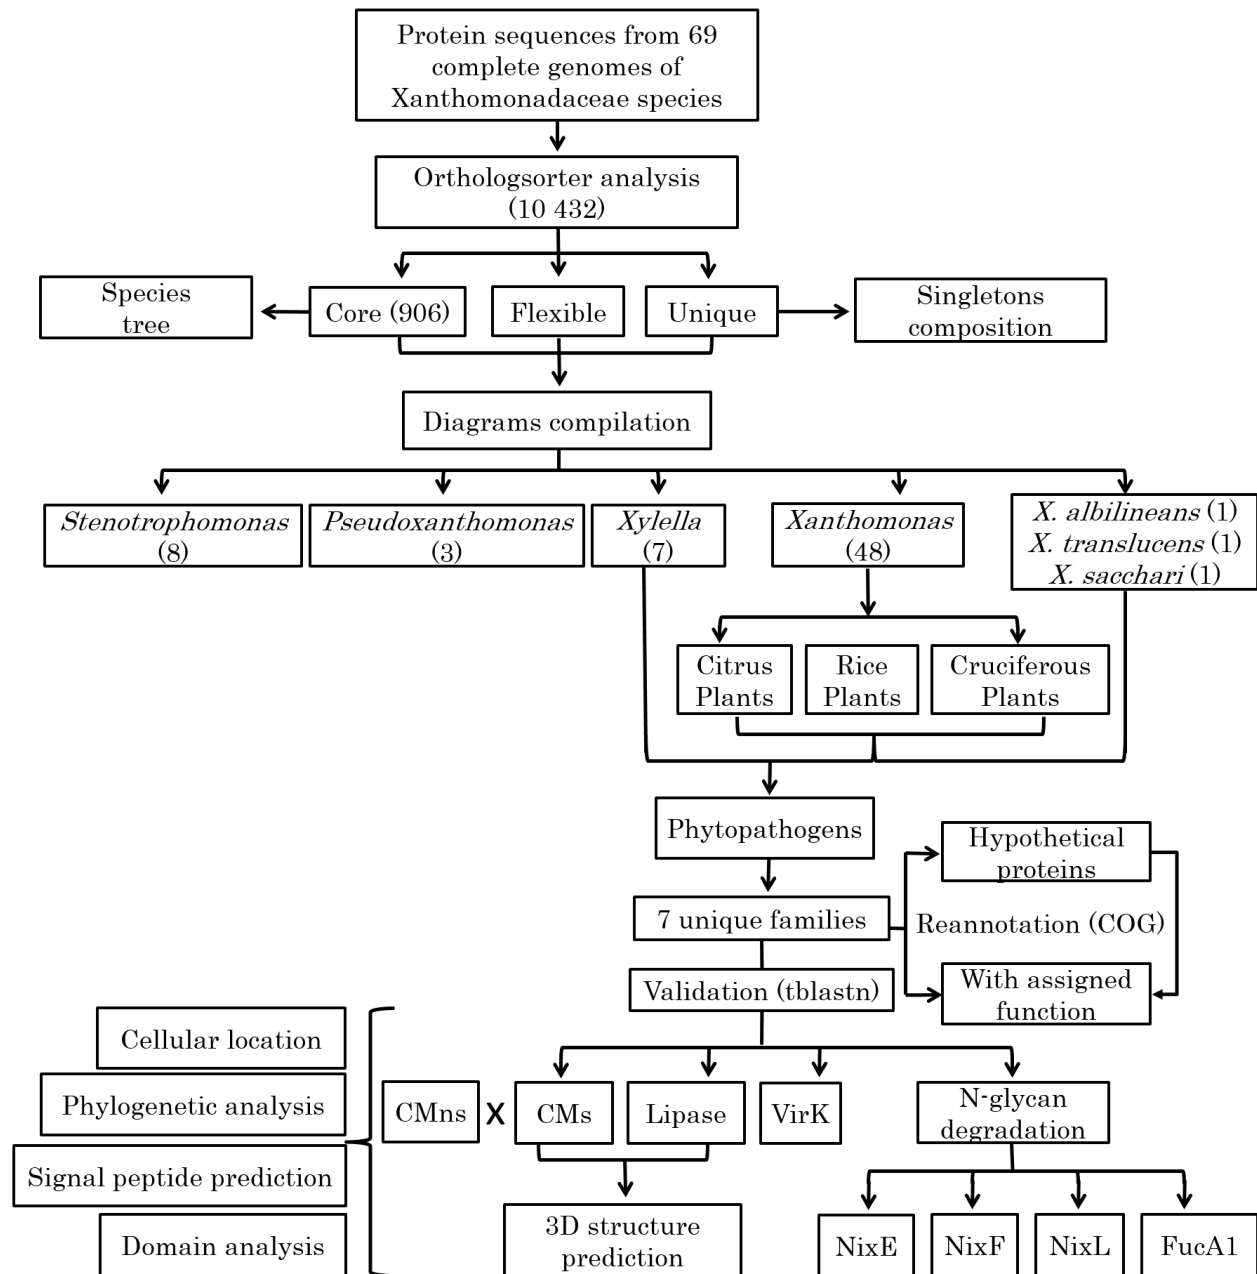 Protein sequences from 69
complete genomes of
Xanthomonadaceae species
Orthologsorter analysis
(10 432)
Species
tree
Core (906)
Flexible
Unique
Singletons
composition
Diagrams compilation
Stenotrophomonas
(8)
Pseudoxanthomonas
(3)
Xylella
(7)
Xanthomonas
(48)
X. albilineans (1)
X. translucens (1)
X. sacchari (1)
Citrus
Plants
Rice
Plants
Cruciferous
Plants
Phytopathogens
Hypothetical
proteins
7 unique families
Reannotation (COG)
Validation (tblastn)
With assigned
function
Cellular location
Phylogenetic analysis
Signal peptide prediction
Domain analysis
CMns
X
CMs
Lipase
VirK
N-glycan
degradation
3D structure
prediction
NixE
NixF
NixL
FucA1